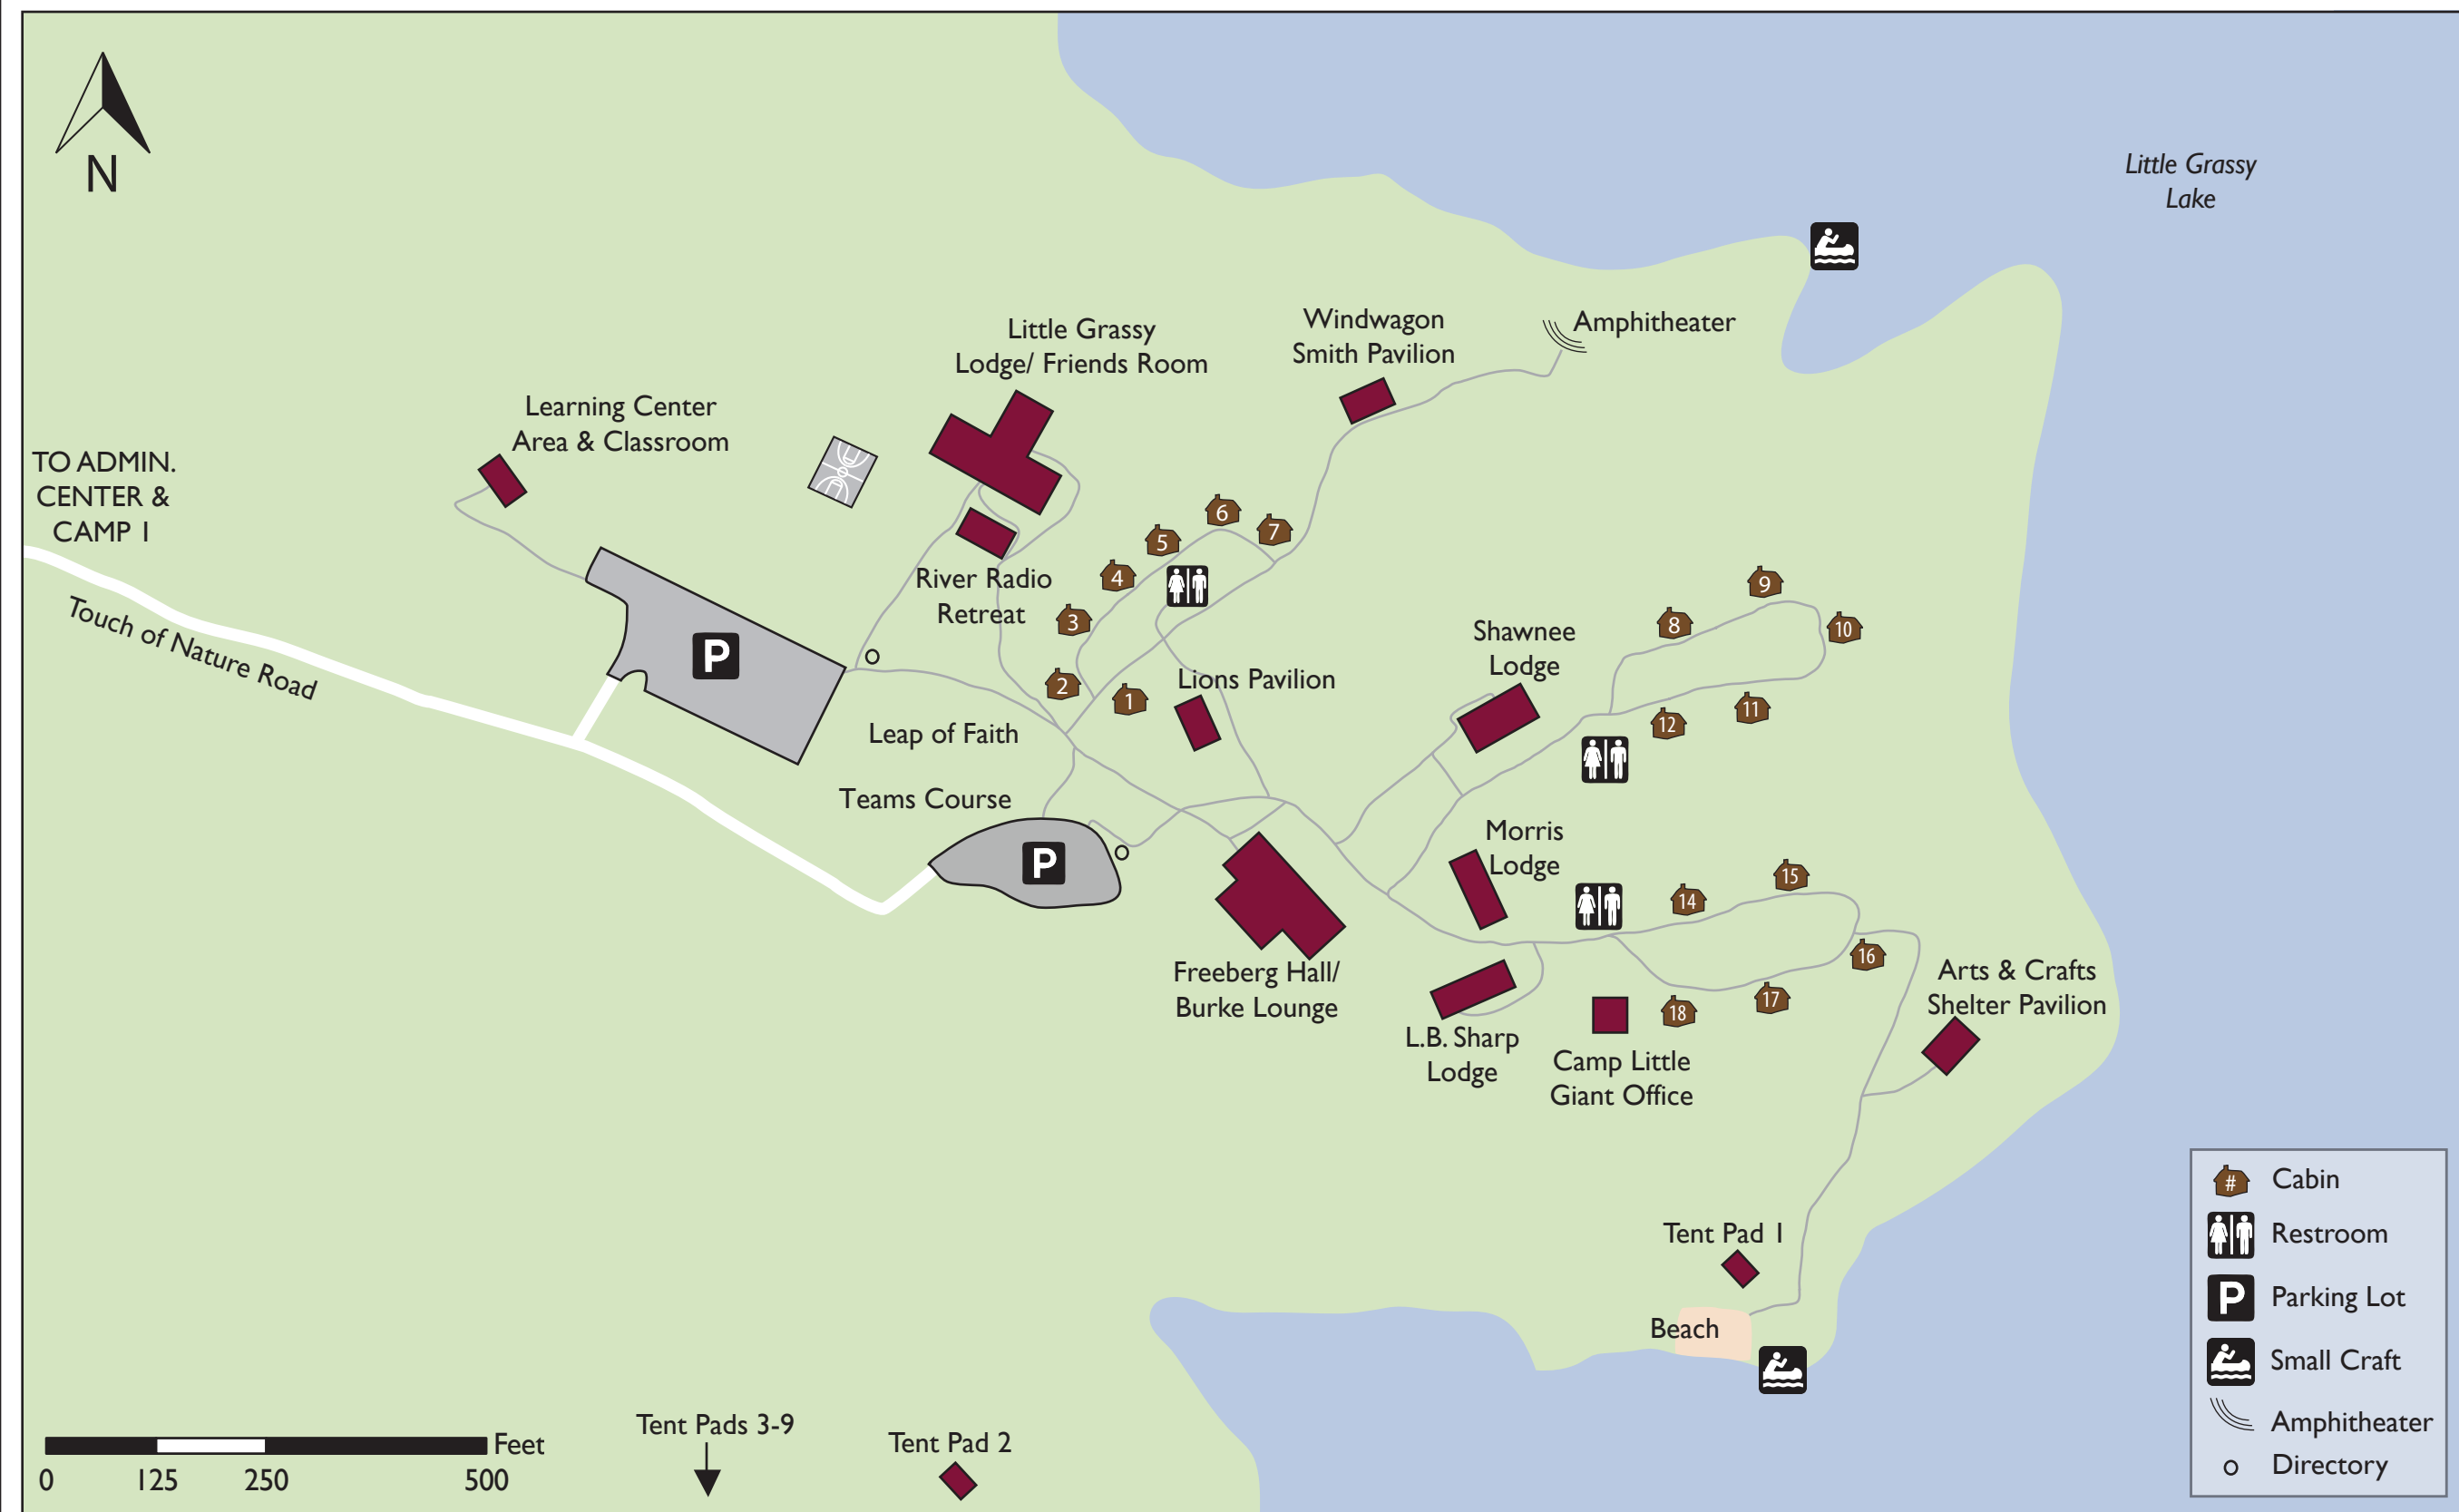 N
Little Grassy
Lake
Windwagon
Smith Pavilion
Amphitheater
Little Grassy
Lodge/ Friends Room
Learning Center
Area & Classroom
TO ADMIN.
CENTER &
CAMP 1
Touch of Nature Road
P
River Radio
Retreat
6
7
5
4
3
2
1
Lions Pavilion
Leap of Faith
Teams Course
P
Shawnee
Lodge
9
8
10
11
12
Morris
Lodge
15
14
16
17
18
Freeberg Hall/
Burke Lounge
L.B. Sharp
Lodge
Camp Little
Giant Office
Arts & Crafts
Shelter Pavilion
Tent Pad 1
Beach
Tent Pads 3-9
Tent Pad 2
Feet
0 125 250 500
# Cabin
Restroom
P Parking Lot
Small Craft
Amphitheater
Directory